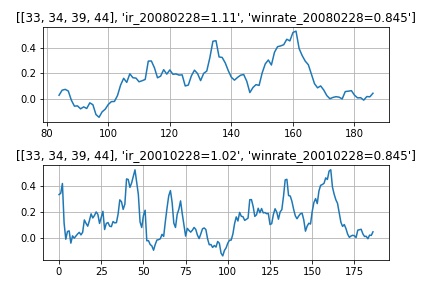 [[33, 34, 39, 44], 'ir_20080228=1.11', 'winrate_20080228=0.845']
0.4
0.2
0.0
80 100 120 140 160 180
[[33, 34, 39, 44], 'ir_20010228=1.02', 'winrate_20010228=0.845']
0.4
0.2
0.0
0 25 50 75 100 125 150 175